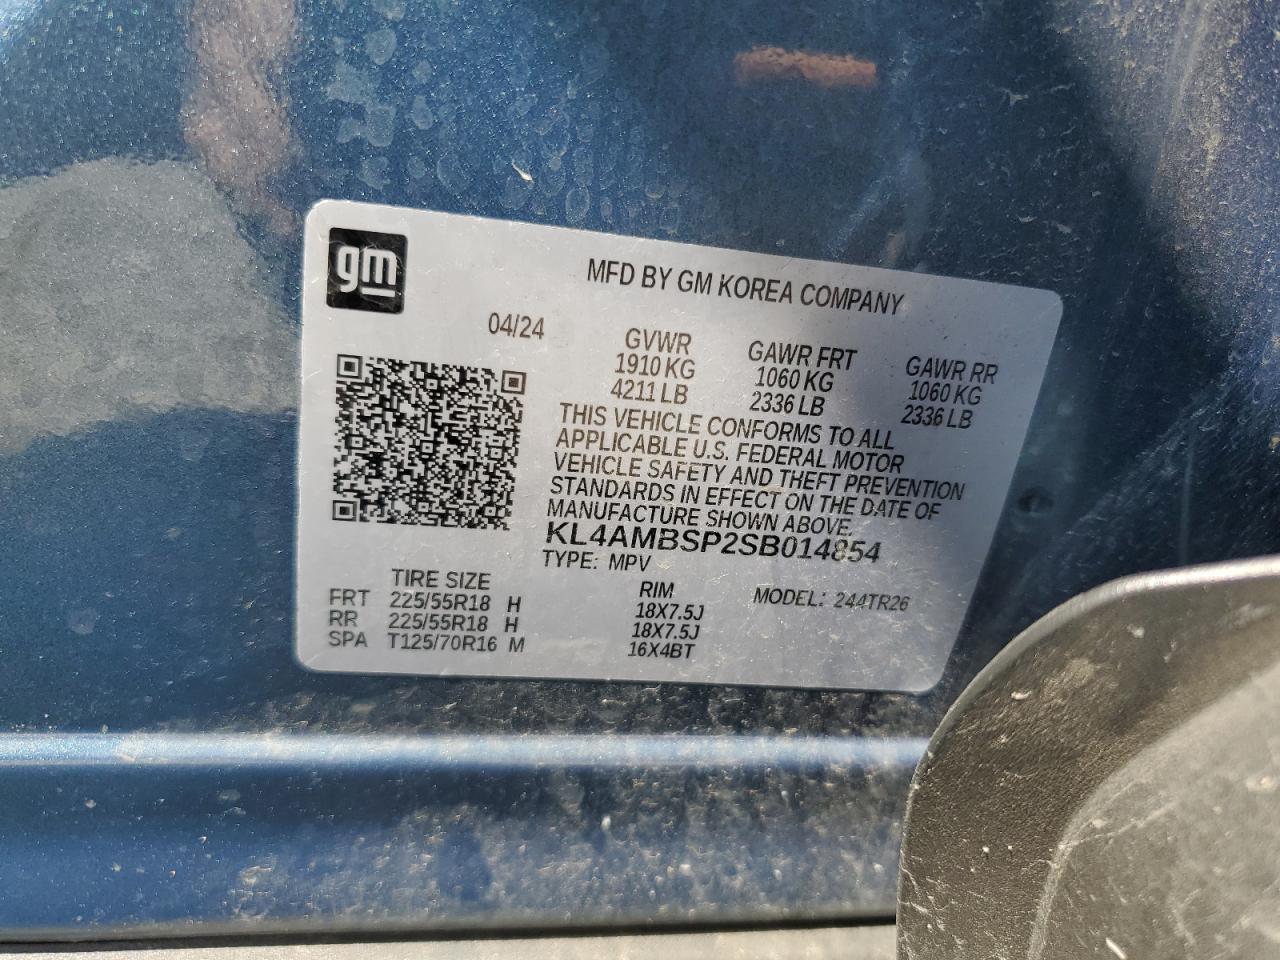 gm
MFD BY GM KOREA COMPANY
04/24
GVWR
1910 KG
4211 LB
GAWR FRT
1060 KG
2336 LB
GAWR RR
1060 KG
2336 LB
THIS VEHICLE CONFORMS TO ALL
APPLICABLE U.S. FEDERAL MOTOR
VEHICLE SAFETY AND THEFT PREVENTION
STANDARDS IN EFFECT ON THE DATE OF
MANUFACTURE SHOWN ABOVE.
KL4AMBSP2SB014854
TYPE: MPV
MODEL: 244TR26
TIRE SIZE RIM
FRT 225/55R18 H 18X7.5J
RR 225/55R18 H 18X7.5J
SPA T125/70R16 M 16X4BT